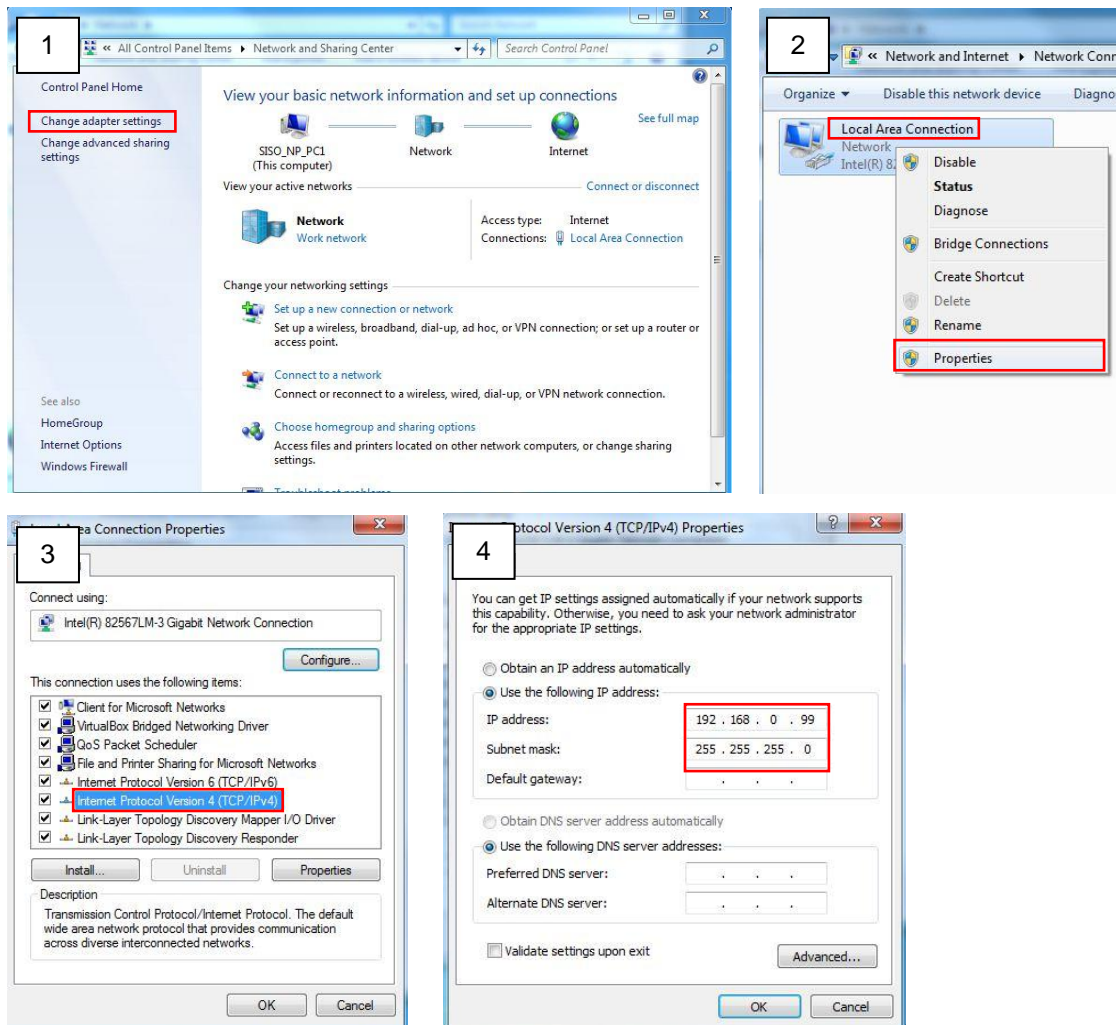 1
« All Control Panel Items ▸ Network and Sharing Center
Search Control Panel
Control Panel Home
Change adapter settings
Change advanced sharing
settings
See also
HomeGroup
Internet Options
Windows Firewall
View your basic network information and set up connections
See full map
SISO_NP_PC1
(This computer)
Network
Internet
View your active networks
Connect or disconnect
Network
Work network
Access type: Internet
Connections: Local Area Connection
Change your networking settings
Set up a new connection or network
Set up a wireless, broadband, dial-up, ad hoc, or VPN connection; or set up a router or
access point.
Connect to a network
Connect or reconnect to a wireless, wired, dial-up, or VPN network connection.
Choose homegroup and sharing options
Access files and printers located on other network computers, or change sharing
settings.
2
« Network and Internet ▸ Network Conn
Organize Disable this network device Diagno
Local Area Connection
Network
Intel(R) 8
Disable
Status
Diagnose
Bridge Connections
Create Shortcut
Delete
Rename
Properties
3
ea Connection Properties
Connect using:
Intel(R) 82567LM-3 Gigabit Network Connection
Configure...
This connection uses the following items:
Client for Microsoft Networks
VirtualBox Bridged Networking Driver
QoS Packet Scheduler
File and Printer Sharing for Microsoft Networks
Internet Protocol Version 6 (TCP/IPv6)
Internet Protocol Version 4 (TCP/IPv4)
Link-Layer Topology Discovery Mapper I/O Driver
Link-Layer Topology Discovery Responder
Install... Uninstall Properties
Description
Transmission Control Protocol/Internet Protocol. The default
wide area network protocol that provides communication
across diverse interconnected networks.
OK Cancel
4
otocol Version 4 (TCP/IPv4) Properties
You can get IP settings assigned automatically if your network supports
this capability. Otherwise, you need to ask your network administrator
for the appropriate IP settings.
Obtain an IP address automatically
Use the following IP address:
IP address: 192 . 168 . 0 . 99
Subnet mask: 255 . 255 . 255 . 0
Default gateway: . . .
Obtain DNS server address automatically
Use the following DNS server addresses:
Preferred DNS server: . . .
Alternate DNS server: . . .
Validate settings upon exit
Advanced...
OK Cancel